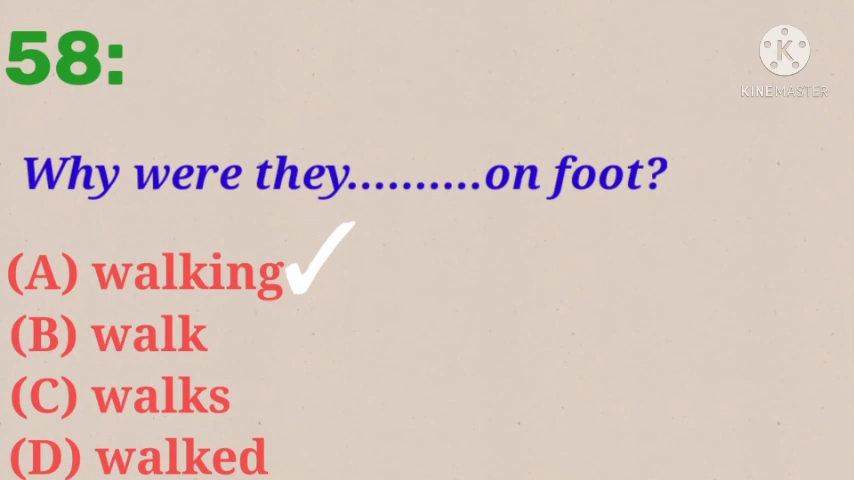 58:
KINEMASTER
Why were they..........on foot?
(A) walking✓
(B) walk
(C) walks
(D) walked